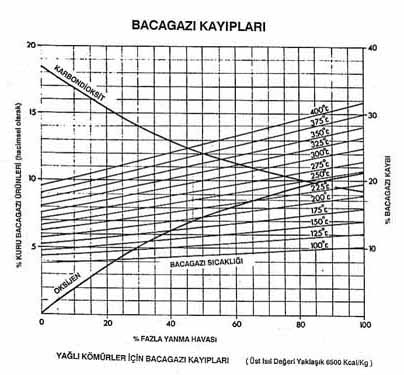 BACAGAZI KAYIPLARI
% KURU BACAGAZI ÜRÜNLERİ (hacimsel olarak)
20
15
10
5
0
KARBONDİOKSİT
OKSİJEN
400°C
375°C
350°C
325°C
300°C
275°C
250°C
225°C
200°C
175°C
150°C
125°C
100°C
BACAGAZI SICAKLIĞI
40
30
20
10
% BACAGAZ KAYBI
0 20 40 60 80 100
% FAZLA YANMA HAVASI
YAĞLI KÖMÜRLER İÇİN BACAGAZI KAYIPLARI ( Üst Isıl Değeri Yaklaşık 6500 Kcal/Kg )